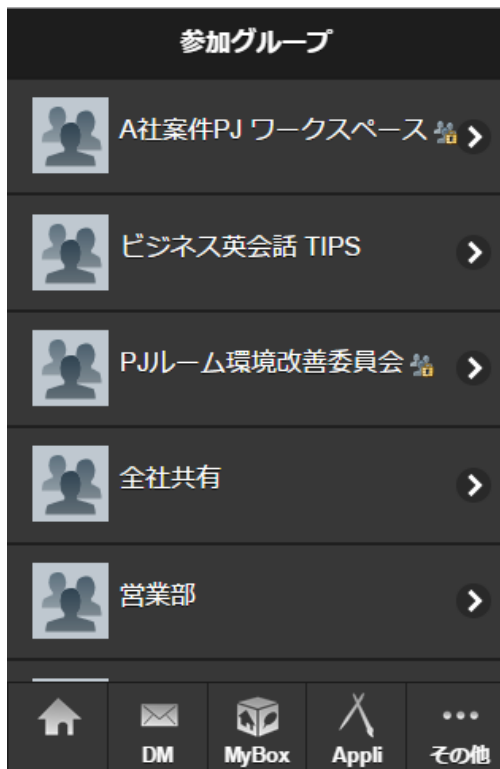 参加グループ
A社案件PJ ワークスペース
ビジネス英会話 TIPS
PJルーム環境改善委員会
全社共有
営業部
DM
MyBox
Appli
その他